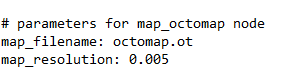 # parameters for map_octomap node
map_filename: octomap.ot
map_resolution: 0.005